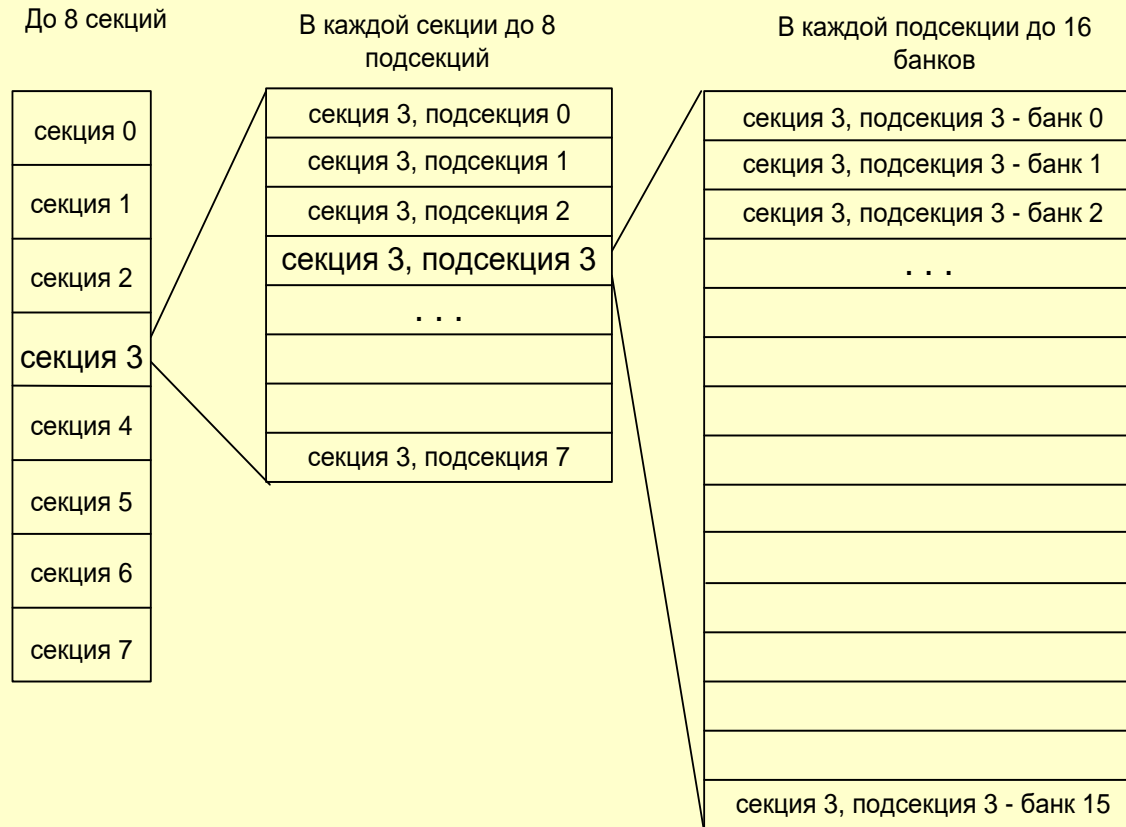 До 8 секций
В каждой секции до 8
подсекций
В каждой подсекции до 16
банков
секция 0
секция 1
секция 2
секция 3
секция 4
секция 5
секция 6
секция 7
секция 3, подсекция 0
секция 3, подсекция 1
секция 3, подсекция 2
секция 3, подсекция 3
. . .
секция 3, подсекция 7
секция 3, подсекция 3 - банк 0
секция 3, подсекция 3 - банк 1
секция 3, подсекция 3 - банк 2
. . .
секция 3, подсекция 3 - банк 15